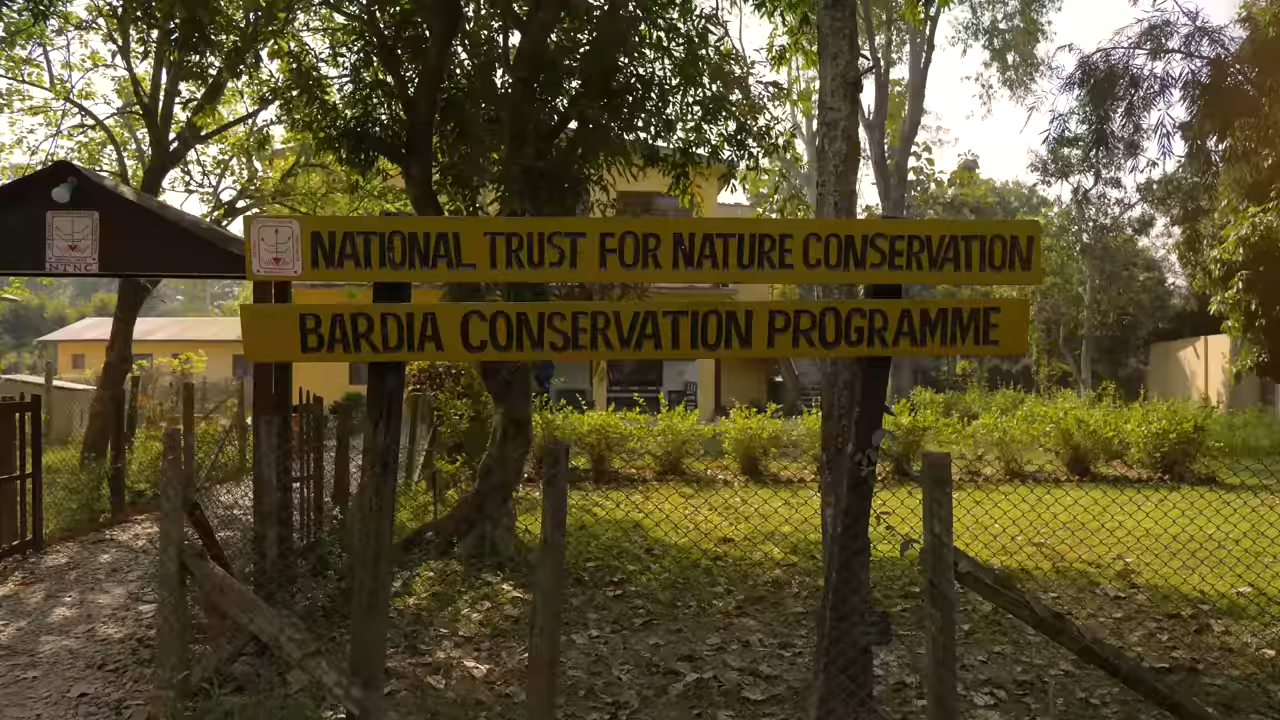 NATIONAL TRUST FOR NATURE CONSERVATION
NTNC
BARDIA CONSERVATION PROGRAMME